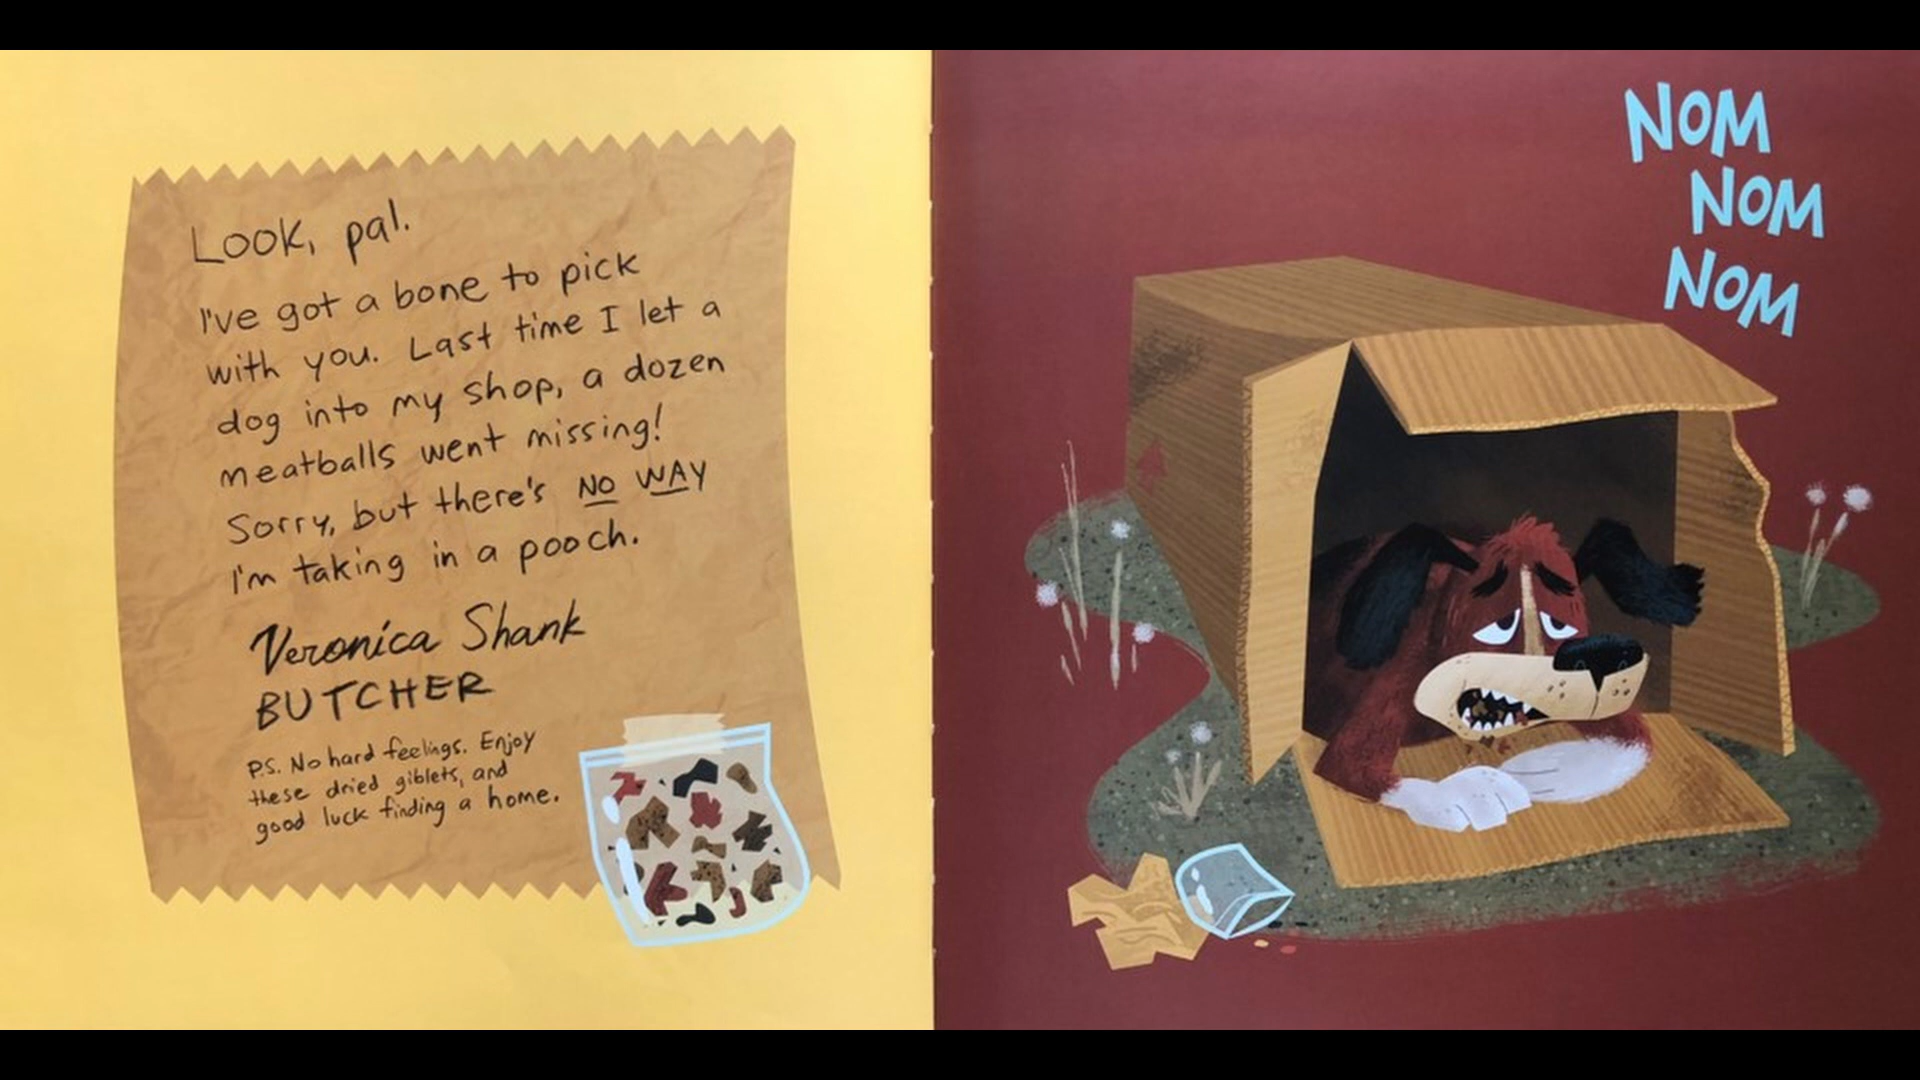 Look, pal.
I've got a bone to pick
with you. Last time I let a
dog into my shop, a dozen
meatballs went missing!
Sorry, but there's NO WAY
I'm taking in a pooch.
Veronica Shank
BUTCHER
P.S. No hard feelings. Enjoy
these dried giblets, and
good luck finding a home.
NOM
NOM
NOM